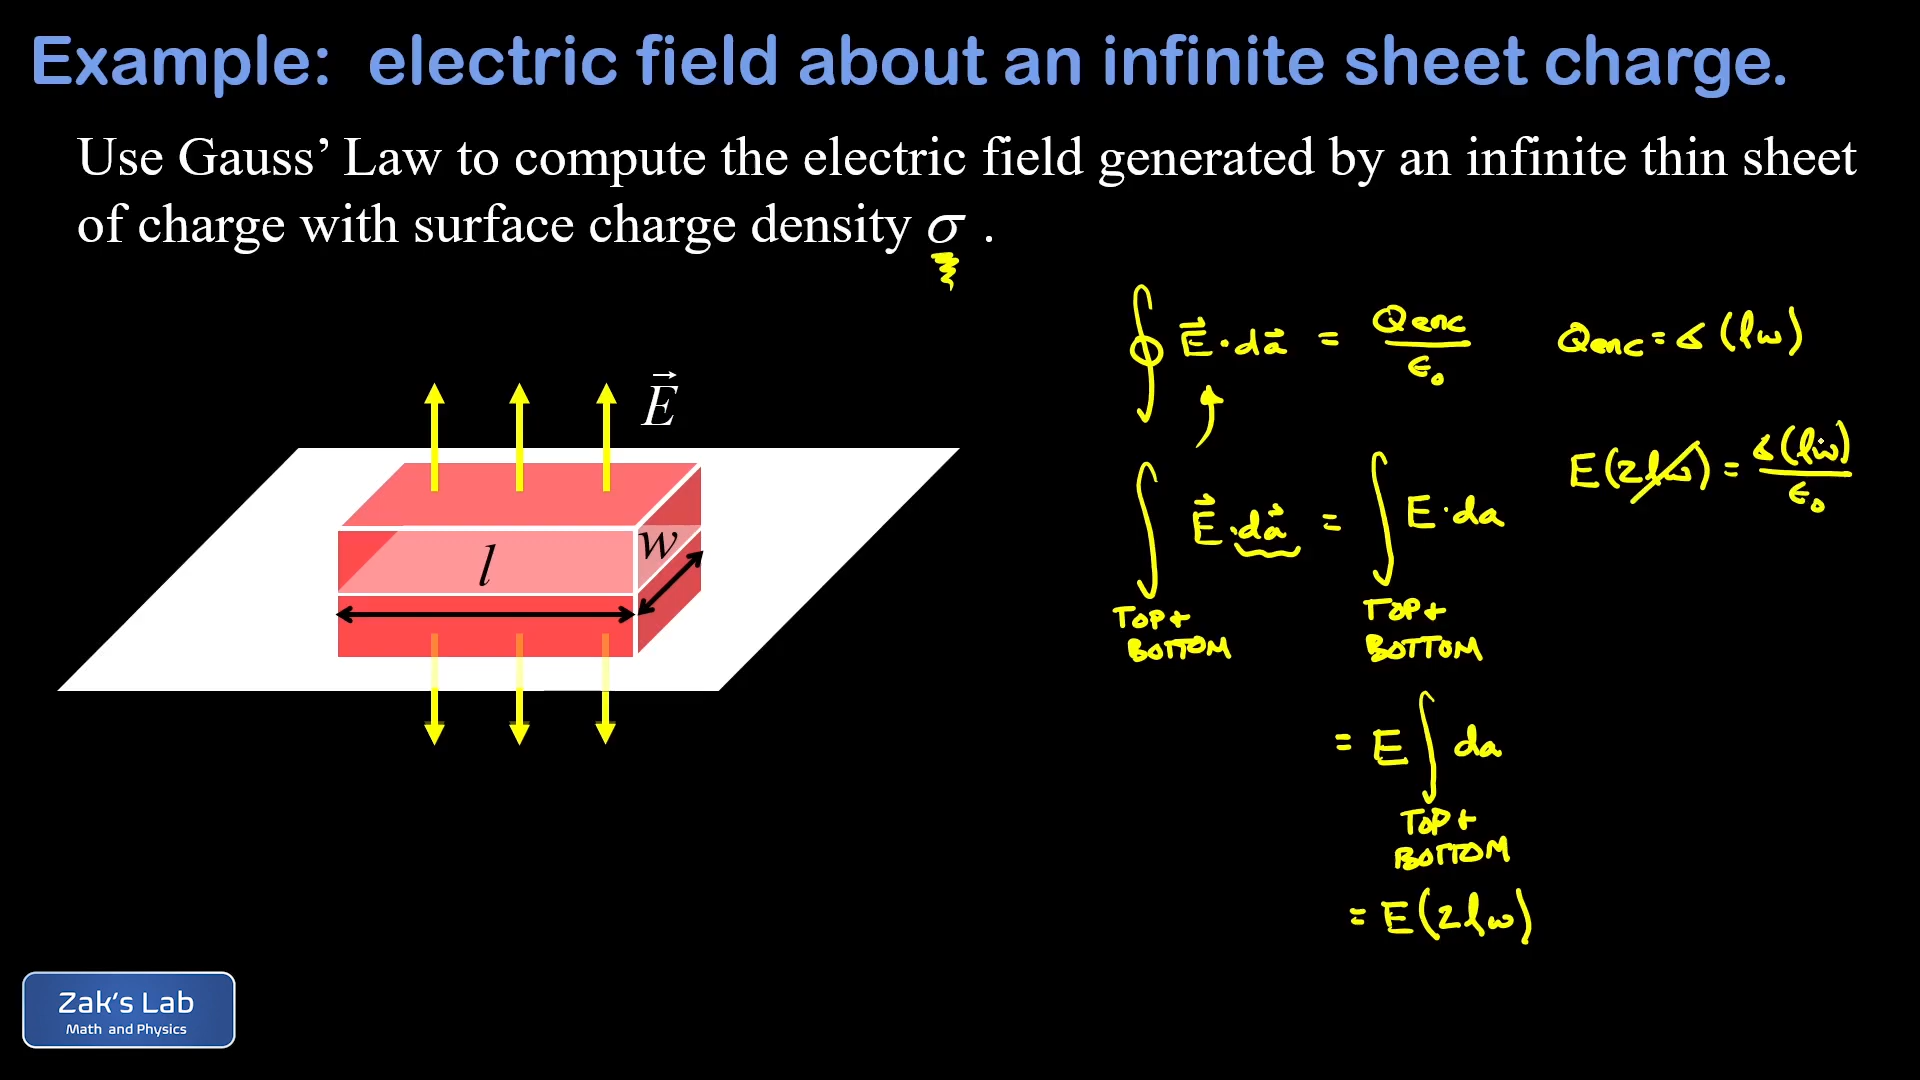 Example: electric field about an infinite sheet charge.
Use Gauss’ Law to compute the electric field generated by an infinite thin sheet
of charge with surface charge density σ .
∮ E⃗ · da⃗ = Qenc / ϵ₀
Qenc = σ (lw)
E⃗
E (2lw) = σ (lw) / ϵ₀
∫ E⃗ · da⃗ = ∫ E · da
w
l
TOP + BOTTOM
TOP + BOTTOM
= E ∫ da
TOP + BOTTOM
= E (2lw)
Zak’s Lab
Math and Physics